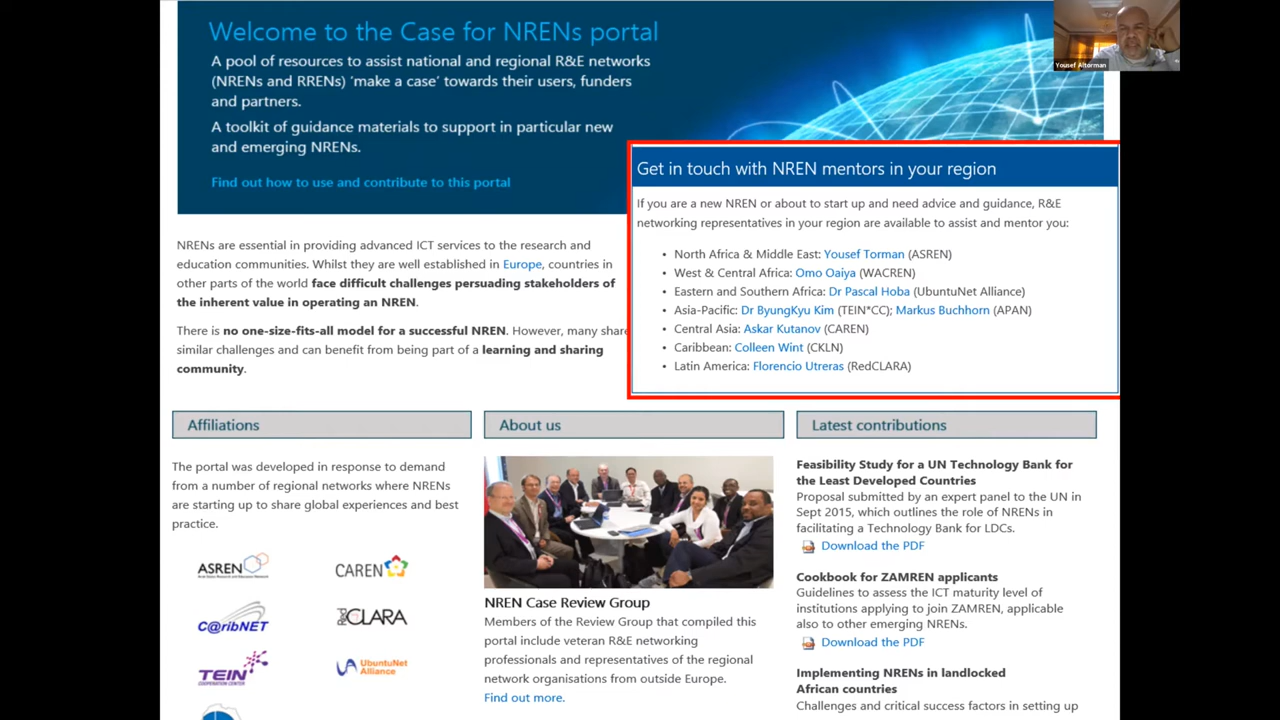 Welcome to the Case for NRENs portal
A pool of resources to assist national and regional R&E networks
(NRENs and RRENs) ‘make a case’ towards their users, funders
and partners.
A toolkit of guidance materials to support in particular new
and emerging NRENs.
Find out how to use and contribute to this portal
Yousef Altorman
Get in touch with NREN mentors in your region
If you are a new NREN or about to start up and need advice and guidance, R&E
networking representatives in your region are available to assist and mentor you:
• North Africa & Middle East: Yousef Torman (ASREN)
• West & Central Africa: Omo Oaiya (WACREN)
• Eastern and Southern Africa: Dr Pascal Hoba (UbuntuNet Alliance)
• Asia-Pacific: Dr ByungKyu Kim (TEIN*CC); Markus Buchhorn (APAN)
• Central Asia: Askar Kutanov (CAREN)
• Caribbean: Colleen Wint (CKLN)
• Latin America: Florencio Utreras (RedCLARA)
NRENs are essential in providing advanced ICT services to the research and
education communities. Whilst they are well established in Europe, countries in
other parts of the world face difficult challenges persuading stakeholders of
the inherent value in operating an NREN.
There is no one-size-fits-all model for a successful NREN. However, many share
similar challenges and can benefit from being part of a learning and sharing
community.
Affiliations
The portal was developed in response to demand
from a number of regional networks where NRENs
are starting up to share global experiences and best
practice.
ASREN
CAREN
C@ribNET
CLARA
TEIN
COOPERATION CENTER
UbuntuNet
Alliance
About us
NREN Case Review Group
Members of the Review Group that compiled this
portal include veteran R&E networking
professionals and representatives of the regional
network organisations from outside Europe.
Find out more.
Latest contributions
Feasibility Study for a UN Technology Bank for
the Least Developed Countries
Proposal submitted by an expert panel to the UN in
Sept 2015, which outlines the role of NRENs in
facilitating a Technology Bank for LDCs.
Download the PDF
Cookbook for ZAMREN applicants
Guidelines to assess the ICT maturity level of
institutions applying to join ZAMREN, applicable
also to other emerging NRENs.
Download the PDF
Implementing NRENs in landlocked
African countries
Challenges and critical success factors in setting up